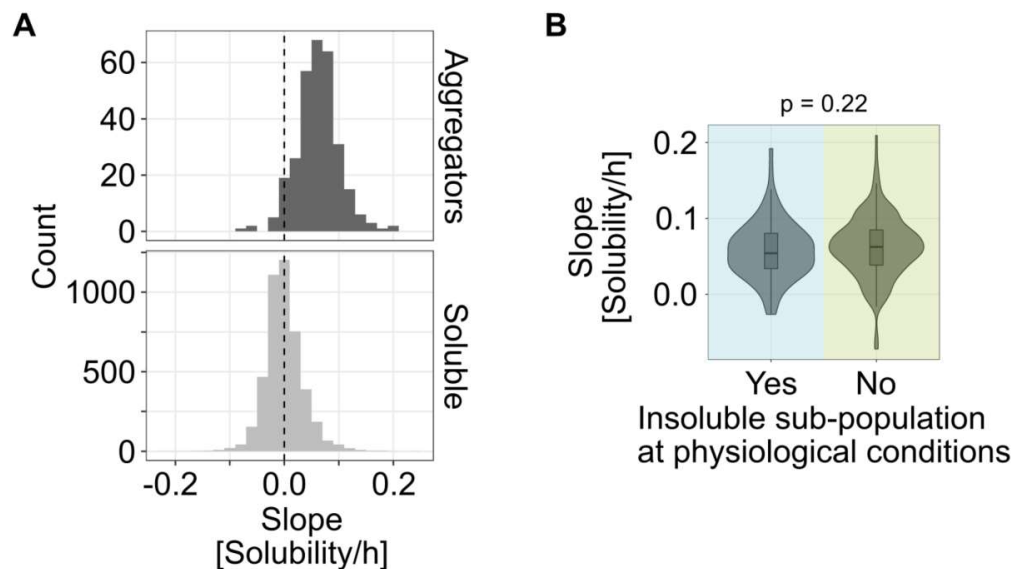 A
Count
60
40
20
0
Aggregators
1000
500
0
Soluble
-0.2 0.0 0.2
Slope
[Solubility/h]
B
p = 0.22
Slope
[Solubility/h]
0.2
0.1
0.0
Yes No
Insoluble sub-population
at physiological conditions